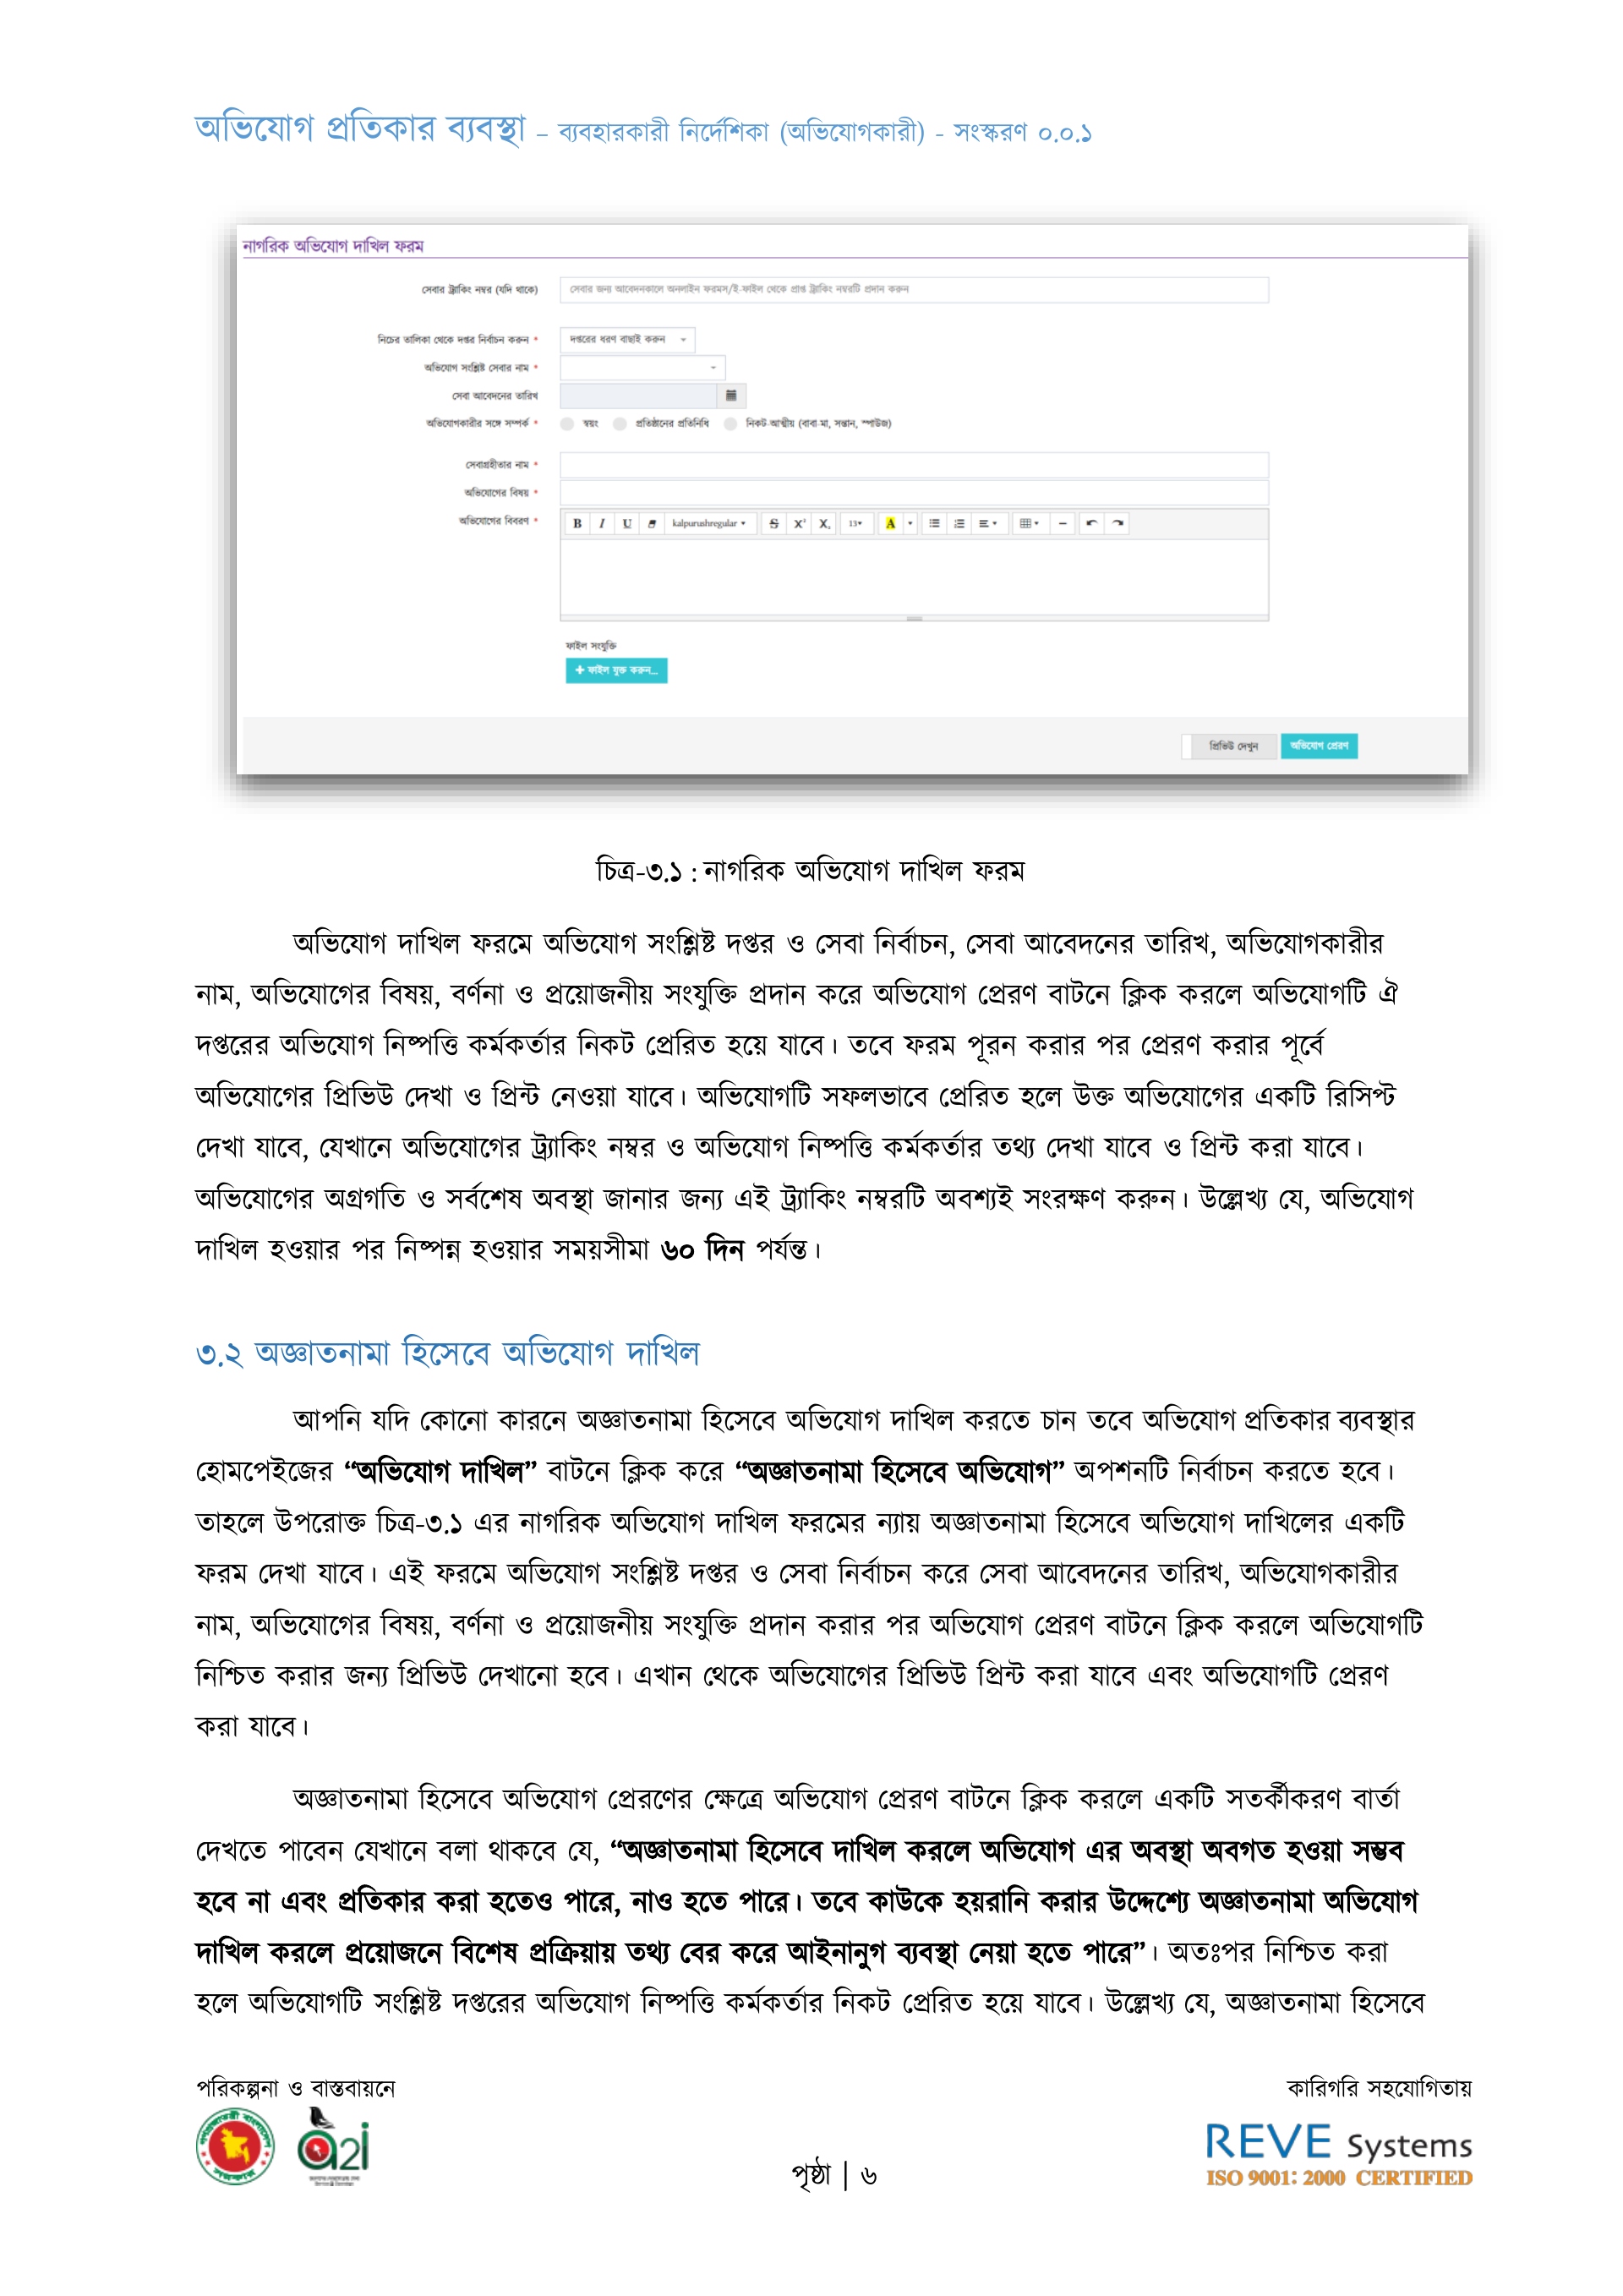 অভিযোগ প্রতিকার ব্যবস্থা – ব্যবহারকারী নির্দেশিকা (অভিযোগকারী) - সংস্করণ ০.০.১
নাগরিক অভিযোগ দাখিল ফরম
সেবার ট্র্যাকিং নম্বর (যদি থাকে) সেবার জন্য আবেদনকালে অনলাইন ফরমস/ই-ফাইল থেকে প্রাপ্ত ট্র্যাকিং নম্বরটি প্রদান করুন
নিচের তালিকা থেকে দপ্তর নির্বাচন করুন * দপ্তরের ধরণ বাছাই করুন
অভিযোগ সংশ্লিষ্ট সেবার নাম *
সেবা আবেদনের তারিখ
অভিযোগকারীর সঙ্গে সম্পর্ক * স্বয়ং প্রতিষ্ঠানের প্রতিনিধি নিকট-আত্মীয় (বাবা-মা, সন্তান, স্পাউজ)
সেবাগ্রহীতার নাম *
অভিযোগের বিষয় *
অভিযোগের বিবরণ * B I U kalpurushregular S X² X₂ 13 A
ফাইল সংযুক্তি
+ ফাইল যুক্ত করুন...
প্রিভিউ দেখুন অভিযোগ প্রেরণ
চিত্র-৩.১ : নাগরিক অভিযোগ দাখিল ফরম
অভিযোগ দাখিল ফরমে অভিযোগ সংশ্লিষ্ট দপ্তর ও সেবা নির্বাচন, সেবা আবেদনের তারিখ, অভিযোগকারীর
নাম, অভিযোগের বিষয়, বর্ণনা ও প্রয়োজনীয় সংযুক্তি প্রদান করে অভিযোগ প্রেরণ বাটনে ক্লিক করলে অভিযোগটি ঐ
দপ্তরের অভিযোগ নিষ্পত্তি কর্মকর্তার নিকট প্রেরিত হয়ে যাবে। তবে ফরম পূরন করার পর প্রেরণ করার পূর্বে
অভিযোগের প্রিভিউ দেখা ও প্রিন্ট নেওয়া যাবে। অভিযোগটি সফলভাবে প্রেরিত হলে উক্ত অভিযোগের একটি রিসিপ্ট
দেখা যাবে, যেখানে অভিযোগের ট্র্যাকিং নম্বর ও অভিযোগ নিষ্পত্তি কর্মকর্তার তথ্য দেখা যাবে ও প্রিন্ট করা যাবে।
অভিযোগের অগ্রগতি ও সর্বশেষ অবস্থা জানার জন্য এই ট্র্যাকিং নম্বরটি অবশ্যই সংরক্ষণ করুন। উল্লেখ্য যে, অভিযোগ
দাখিল হওয়ার পর নিষ্পন্ন হওয়ার সময়সীমা ৬০ দিন পর্যন্ত।
৩.২ অজ্ঞাতনামা হিসেবে অভিযোগ দাখিল
আপনি যদি কোনো কারনে অজ্ঞাতনামা হিসেবে অভিযোগ দাখিল করতে চান তবে অভিযোগ প্রতিকার ব্যবস্থার
হোমপেইজের “অভিযোগ দাখিল” বাটনে ক্লিক করে “অজ্ঞাতনামা হিসেবে অভিযোগ” অপশনটি নির্বাচন করতে হবে।
তাহলে উপরোক্ত চিত্র-৩.১ এর নাগরিক অভিযোগ দাখিল ফরমের ন্যায় অজ্ঞাতনামা হিসেবে অভিযোগ দাখিলের একটি
ফরম দেখা যাবে। এই ফরমে অভিযোগ সংশ্লিষ্ট দপ্তর ও সেবা নির্বাচন করে সেবা আবেদনের তারিখ, অভিযোগকারীর
নাম, অভিযোগের বিষয়, বর্ণনা ও প্রয়োজনীয় সংযুক্তি প্রদান করার পর অভিযোগ প্রেরণ বাটনে ক্লিক করলে অভিযোগটি
নিশ্চিত করার জন্য প্রিভিউ দেখানো হবে। এখান থেকে অভিযোগের প্রিভিউ প্রিন্ট করা যাবে এবং অভিযোগটি প্রেরণ
করা যাবে।
অজ্ঞাতনামা হিসেবে অভিযোগ প্রেরণের ক্ষেত্রে অভিযোগ প্রেরণ বাটনে ক্লিক করলে একটি সতর্কীকরণ বার্তা
দেখতে পাবেন যেখানে বলা থাকবে যে, “অজ্ঞাতনামা হিসেবে দাখিল করলে অভিযোগ এর অবস্থা অবগত হওয়া সম্ভব
হবে না এবং প্রতিকার করা হতেও পারে, নাও হতে পারে। তবে কাউকে হয়রানি করার উদ্দেশ্যে অজ্ঞাতনামা অভিযোগ
দাখিল করলে প্রয়োজনে বিশেষ প্রক্রিয়ায় তথ্য বের করে আইনানুগ ব্যবস্থা নেয়া হতে পারে”। অতঃপর নিশ্চিত করা
হলে অভিযোগটি সংশ্লিষ্ট দপ্তরের অভিযোগ নিষ্পত্তি কর্মকর্তার নিকট প্রেরিত হয়ে যাবে। উল্লেখ্য যে, অজ্ঞাতনামা হিসেবে
পরিকল্পনা ও বাস্তবায়নে কারিগরি সহযোগিতায়
a2i
REVE Systems
ISO 9001: 2000 CERTIFIED
পৃষ্ঠা | ৬